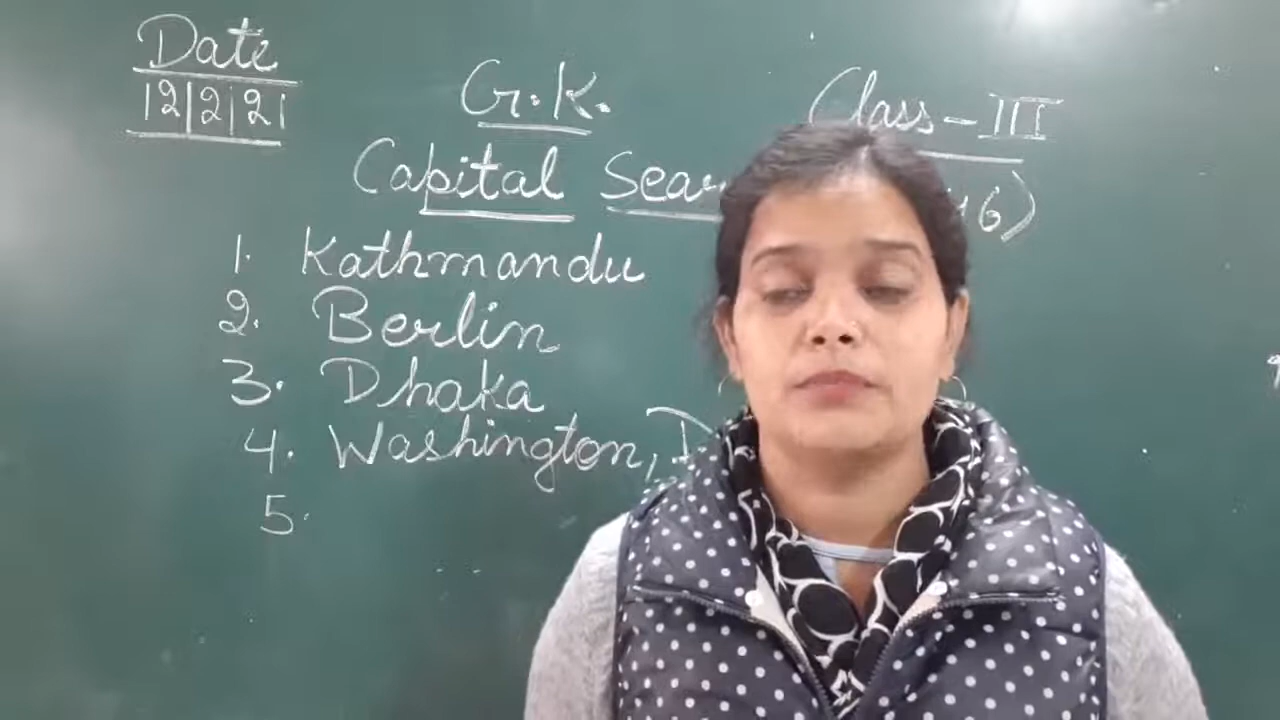 Date
12|2|21
G.K.
Class-III
Capital
1. Kathmandu
2. Berlin
3. Dhaka
4. Washington, D
5.